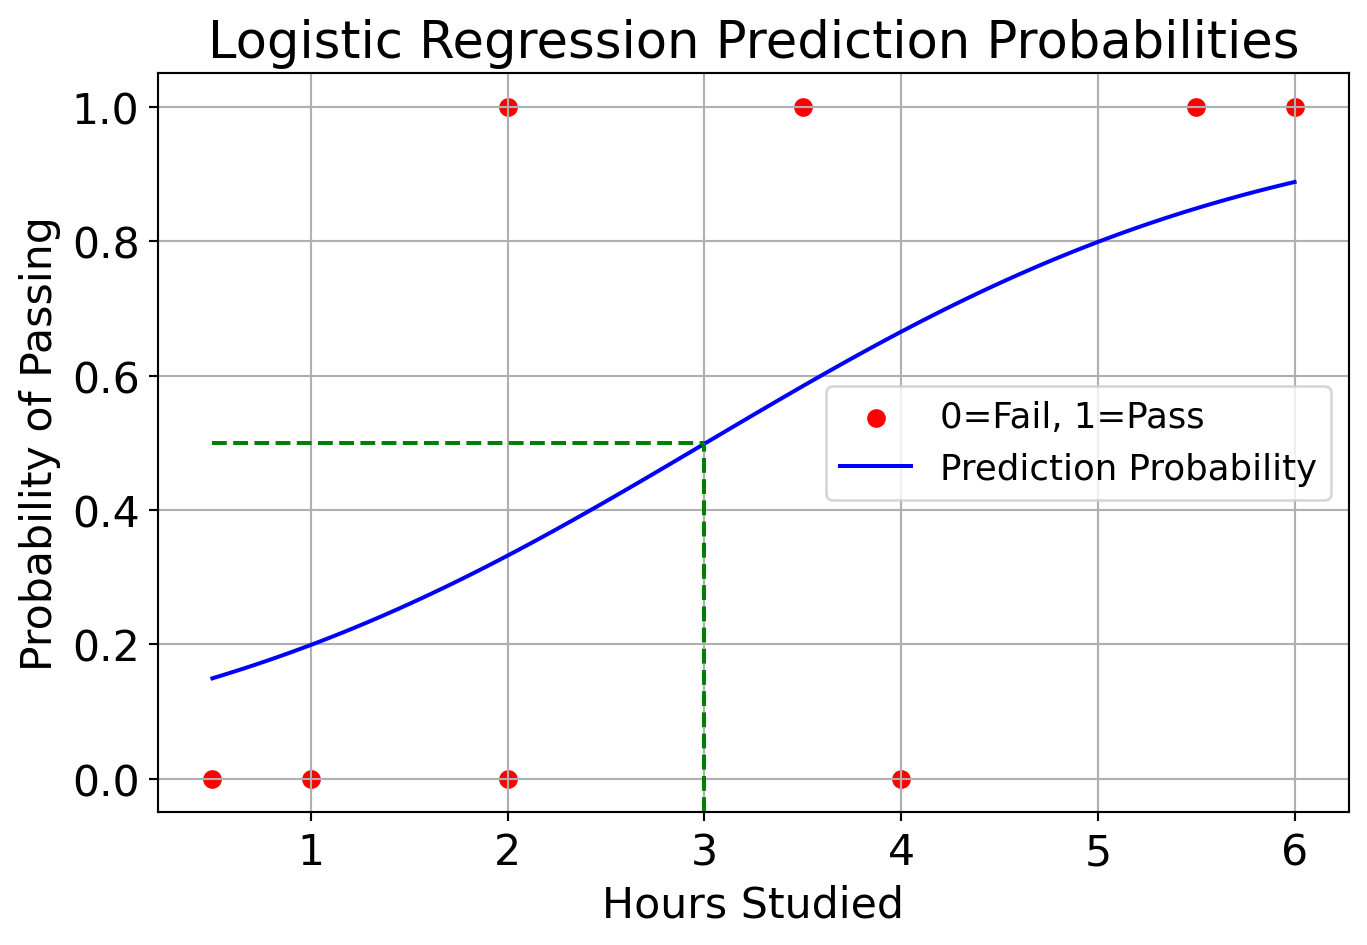 Logistic Regression Prediction Probabilities
Probability of Passing
1.0
0.8
0.6
0.4
0.2
0.0
0=Fail, 1=Pass
Prediction Probability
1 2 3 4 5 6
Hours Studied